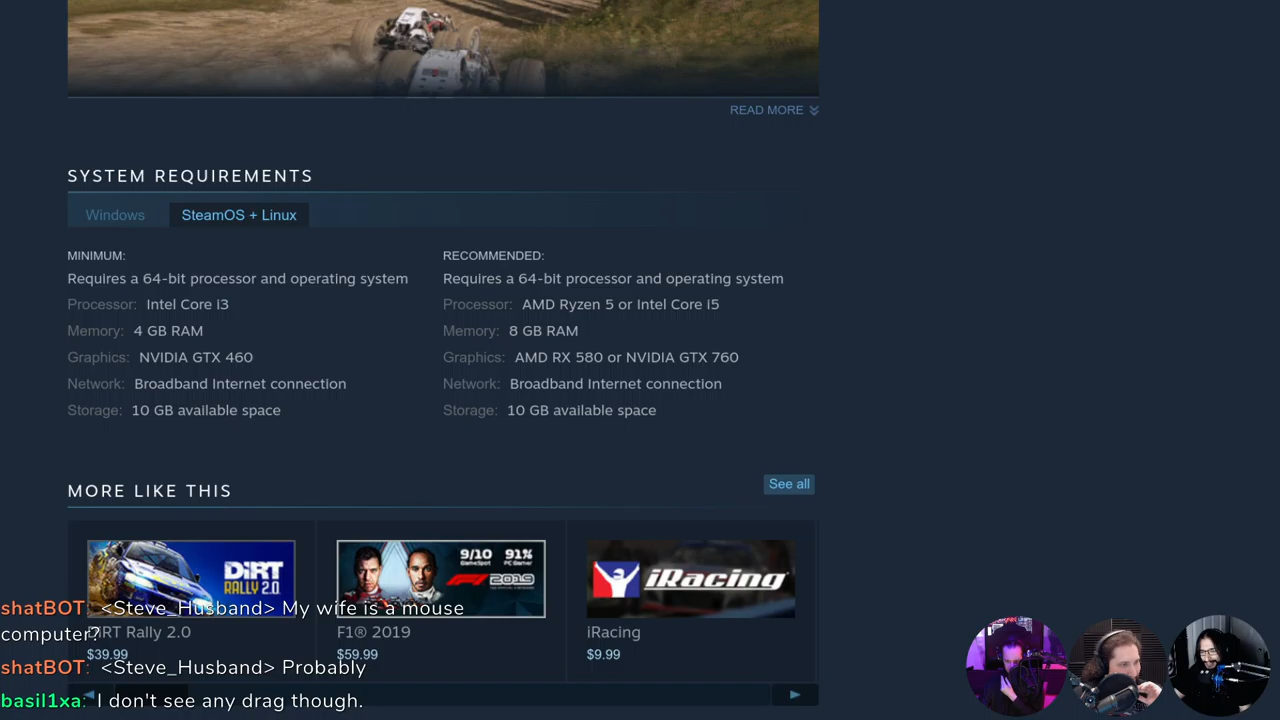 READ MORE
SYSTEM REQUIREMENTS
Windows
SteamOS + Linux
MINIMUM:
Requires a 64-bit processor and operating system
Processor: Intel Core i3
Memory: 4 GB RAM
Graphics: NVIDIA GTX 460
Network: Broadband Internet connection
Storage: 10 GB available space
RECOMMENDED:
Requires a 64-bit processor and operating system
Processor: AMD Ryzen 5 or Intel Core i5
Memory: 8 GB RAM
Graphics: AMD RX 580 or NVIDIA GTX 760
Network: Broadband Internet connection
Storage: 10 GB available space
MORE LIKE THIS
See all
DiRT
RALLY 2.0
DiRT Rally 2.0
$39.99
9/10 91%
GameSpot PC Gamer
F1 2019
F1® 2019
$59.99
iRacing
iRacing
$9.99
shatBOT: <Steve_Husband> My wife is a mouse
computer?
shatBOT: <Steve_Husband> Probably
basil1xa: I don't see any drag though.